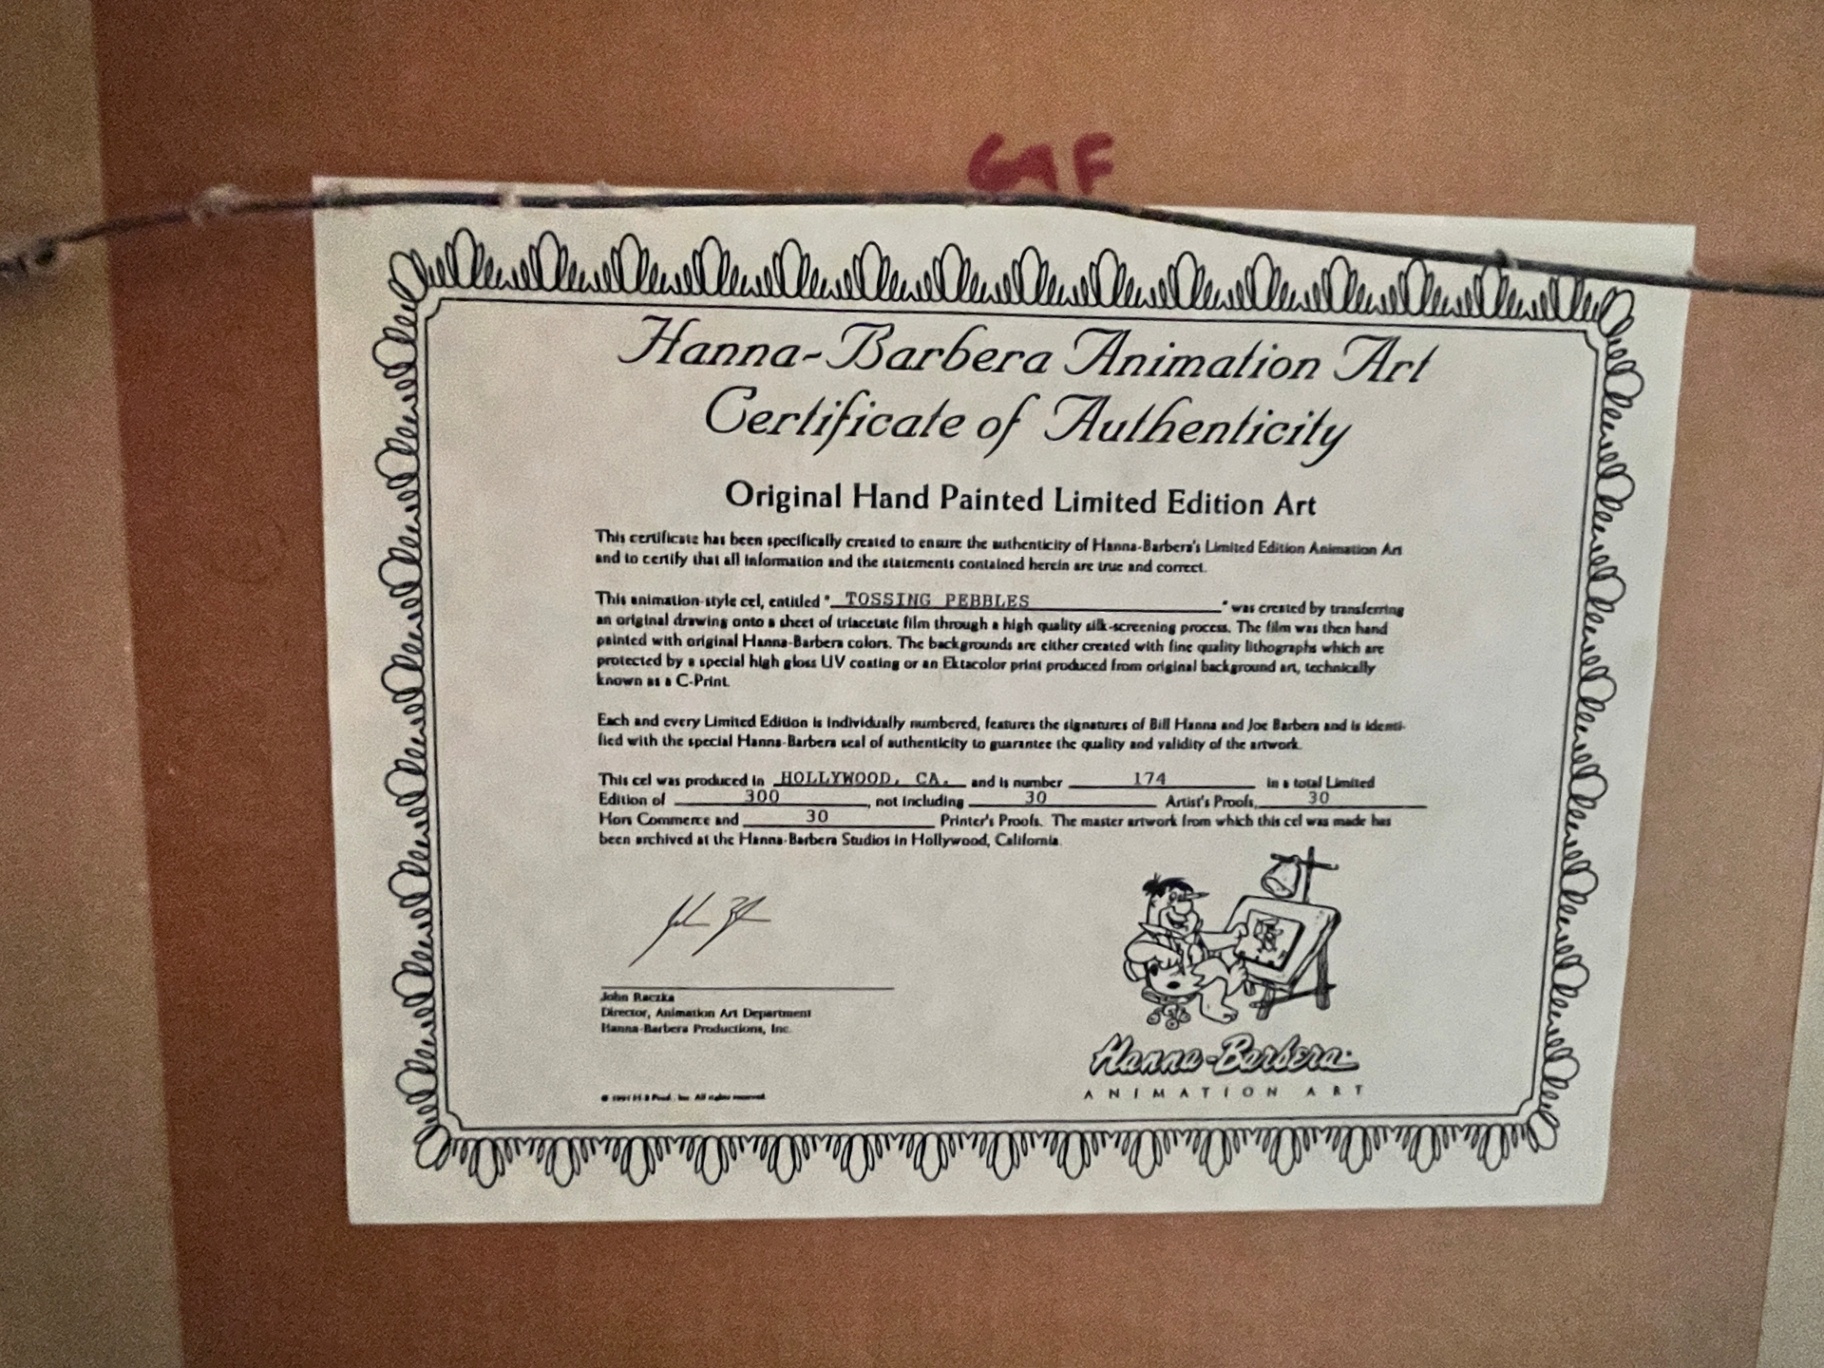 G9F
Hanna-Barbera Animation Art
Certificate of Authenticity
Original Hand Painted Limited Edition Art
This certificate has been specifically created to ensure the authenticity of Hanna-Barbera's Limited Edition Animation Art
and to certify that all information and the statements contained herein are true and correct.
This animation-style cel, entitled " TOSSING PEBBLES " was created by transferring
an original drawing onto a sheet of triacetate film through a high quality silk-screening process. The film was then hand
painted with original Hanna-Barbera colors. The backgrounds are either created with fine quality lithographs which are
protected by a special high gloss UV coating or an Ektacolor print produced from original background art, technically
known as a C-Print.
Each and every Limited Edition is individually numbered, features the signatures of Bill Hanna and Joe Barbera and is identi-
fied with the special Hanna-Barbera seal of authenticity to guarantee the quality and validity of the artwork.
This cel was produced in HOLLYWOOD, CA. and is number 174 in a total Limited
Edition of 300, not including 30 Artist's Proofs, 30
Hors Commerce and 30 Printer's Proofs. The master artwork from which this cel was made has
been archived at the Hanna-Barbera Studios in Hollywood, California.
John Raczka
Director, Animation Art Department
Hanna-Barbera Productions, Inc.
© 1991 H-B Prod., Inc. All rights reserved.
Hanna-Barbera
ANIMATION ART